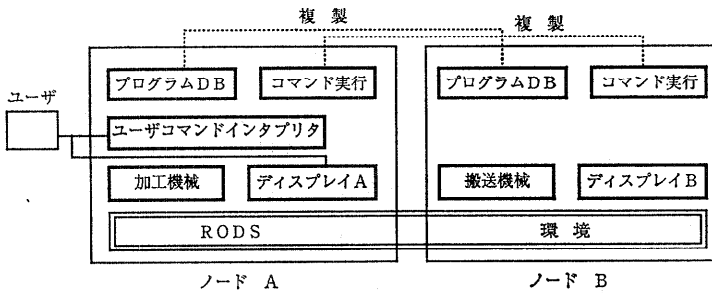 複 製
複 製
プログラムDB
コマンド実行
プログラムDB
コマンド実行
ユーザ
ユーザコマンドインタプリタ
加工機械
ディスプレイA
搬送機械
ディスプレイB
RODS
環 境
ノード A
ノード B